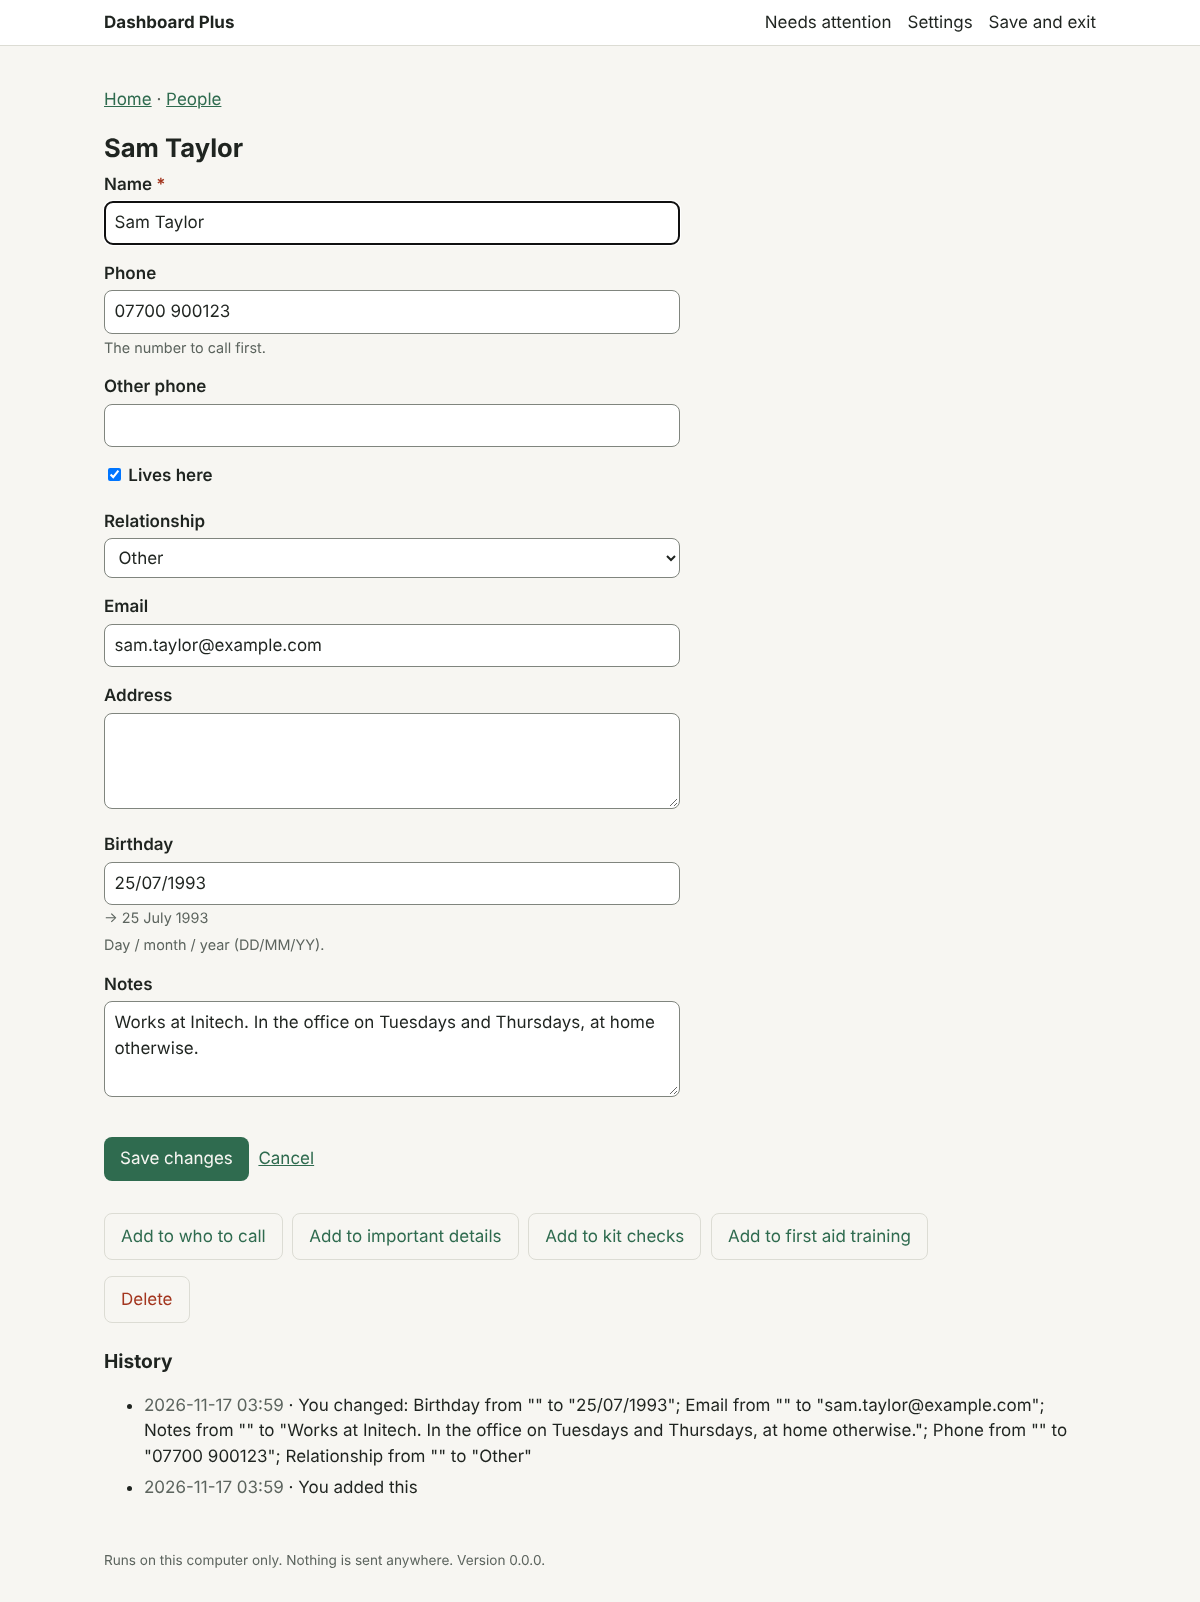 Dashboard Plus
Needs attention Settings Save and exit
Home · People
Sam Taylor
Name *
Sam Taylor
Phone
07700 900123
The number to call first.
Other phone
Lives here
Relationship
Other
Email
sam.taylor@example.com
Address
Birthday
25/07/1993
→ 25 July 1993
Day / month / year (DD/MM/YY).
Notes
Works at Initech. In the office on Tuesdays and Thursdays, at home
otherwise.
Save changes Cancel
Add to who to call Add to important details Add to kit checks Add to first aid training
Delete
History
2026-11-17 03:59 · You changed: Birthday from "" to "25/07/1993"; Email from "" to "sam.taylor@example.com";
Notes from "" to "Works at Initech. In the office on Tuesdays and Thursdays, at home otherwise."; Phone from "" to
"07700 900123"; Relationship from "" to "Other"
2026-11-17 03:59 · You added this
Runs on this computer only. Nothing is sent anywhere. Version 0.0.0.